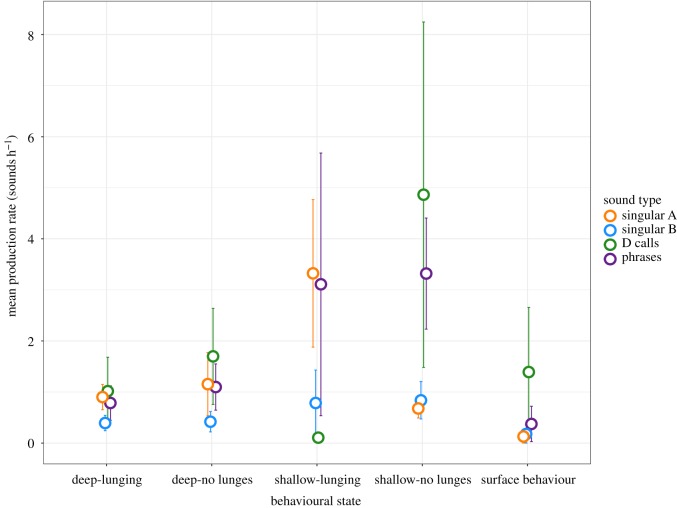 8
6
4
2
0
mean production rate (sounds h⁻¹)
deep-lunging deep-no lunges shallow-lunging shallow-no lunges surface behaviour
behavioural state
sound type
singular A
singular B
D calls
phrases